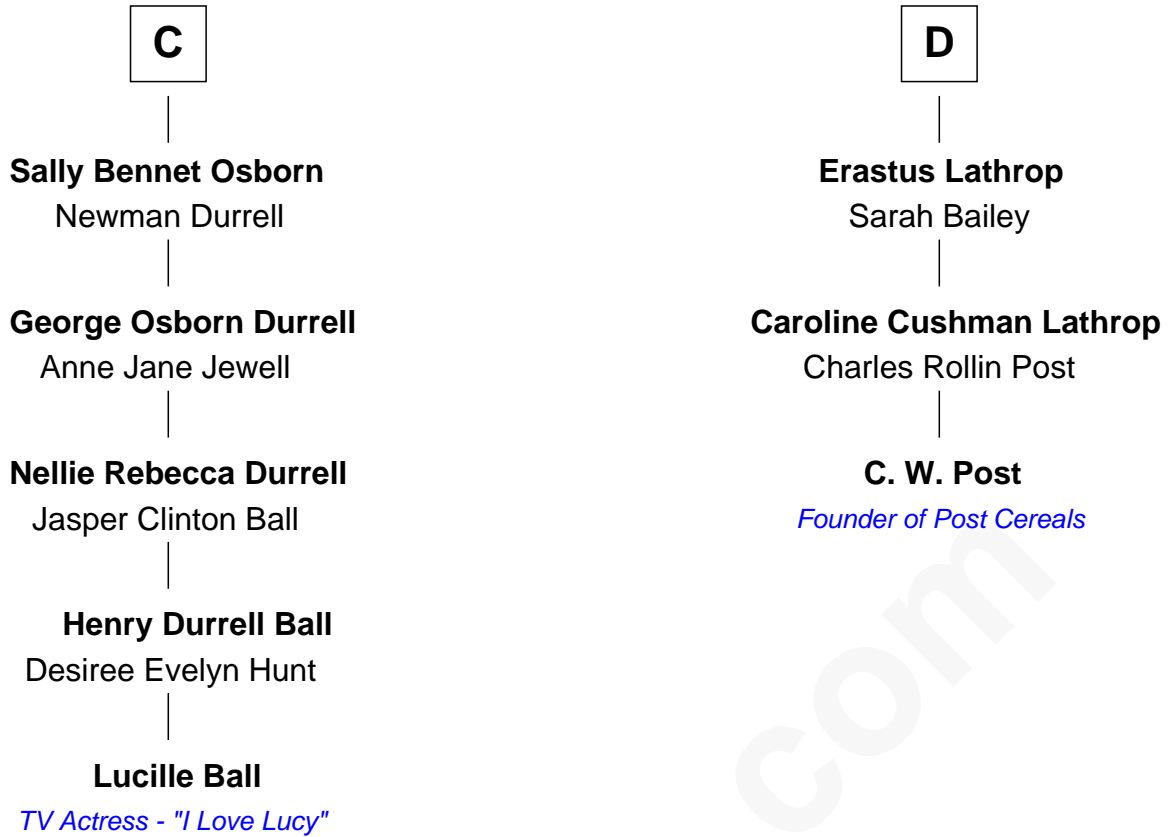 C
Sally Bennet Osborn
Newman Durrell
George Osborn Durrell
Anne Jane Jewell
Nellie Rebecca Durrell
Jasper Clinton Ball
Henry Durrell Ball
Desiree Evelyn Hunt
Lucille Ball
TV Actress - "I Love Lucy"
D
Erastus Lathrop
Sarah Bailey
Caroline Cushman Lathrop
Charles Rollin Post
C. W. Post
Founder of Post Cereals
com